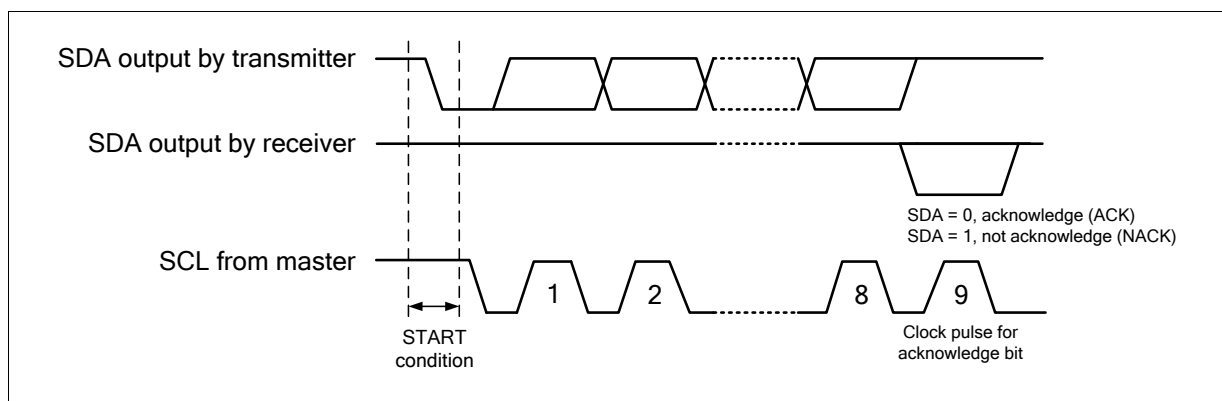 SDA output by transmitter
SDA output by receiver
SDA = 0, acknowledge (ACK)
SDA = 1, not acknowledge (NACK)
SCL from master
1
2
8
9
START
condition
Clock pulse for
acknowledge bit